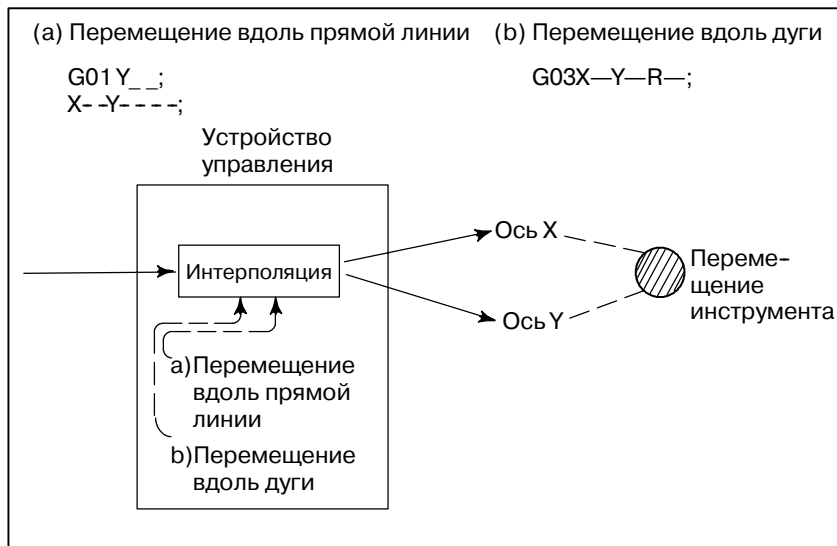 (a) Перемещение вдоль прямой линии
(b) Перемещение вдоль дуги
G01 Y_ _;
X--Y----;
G03X—Y—R—;
Устройство
управления
Интерполяция
Ось X
Ось Y
Переме-
щение
инструмента
a)Перемещение
вдоль прямой
линии
b)Перемещение
вдоль дуги